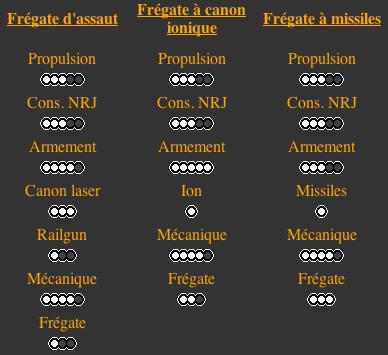 Frégate d'assaut
Propulsion
Cons. NRJ
Armement
Canon laser
Railgun
Mécanique
Frégate
Frégate à canon
ionique
Propulsion
Cons. NRJ
Armement
Ion
Mécanique
Frégate
Frégate à missiles
Propulsion
Cons. NRJ
Armement
Missiles
Mécanique
Frégate